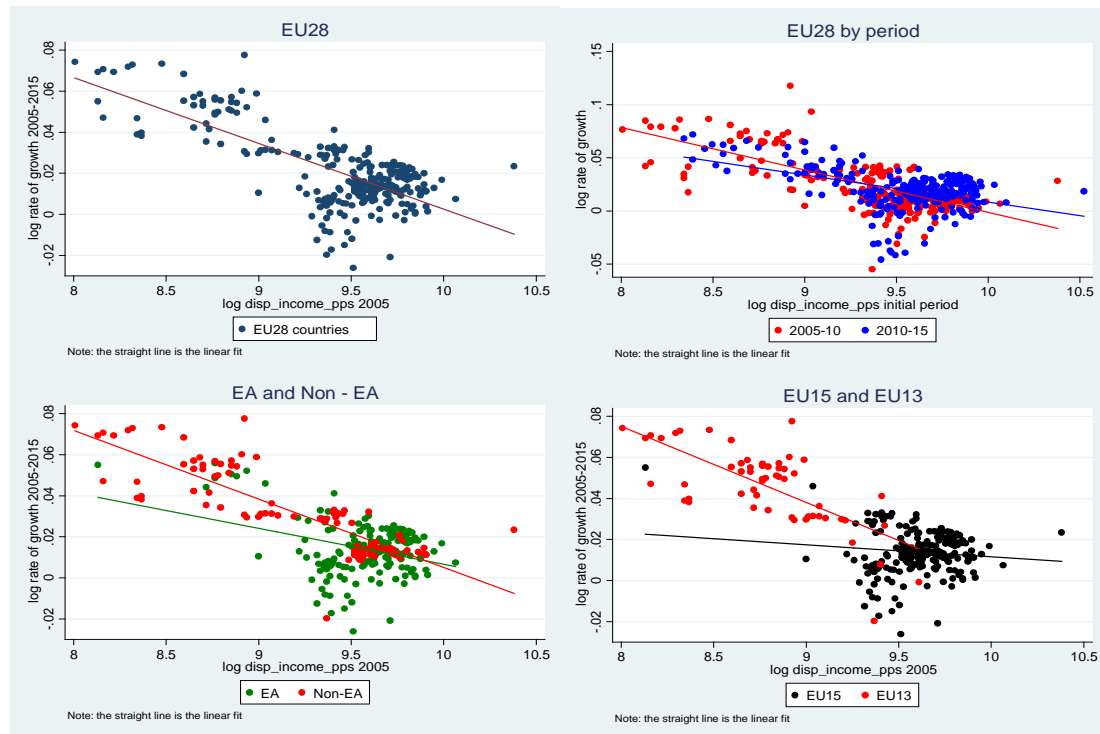 EU28
log rate of growth 2005-2015
.08
.06
.04
.02
0
-.02
8 8.5 9 9.5 10 10.5
log disp_income_pps 2005
EU28 countries
Note: the straight line is the linear fit
EU28 by period
log rate of growth
.15
.1
.05
0
-.05
8 8.5 9 9.5 10 10.5
log disp_income_pps initial period
2005-10 2010-15
Note: the straight line is the linear fit
EA and Non - EA
log rate of growth 2005-2015
.08
.06
.04
.02
0
-.02
8 8.5 9 9.5 10 10.5
log disp_income_pps 2005
EA Non-EA
Note: the straight line is the linear fit
EU15 and EU13
log rate of growth 2005-2015
.08
.06
.04
.02
0
-.02
8 8.5 9 9.5 10 10.5
log disp_income_pps 2005
EU15 EU13
Note: the straight line is the linear fit